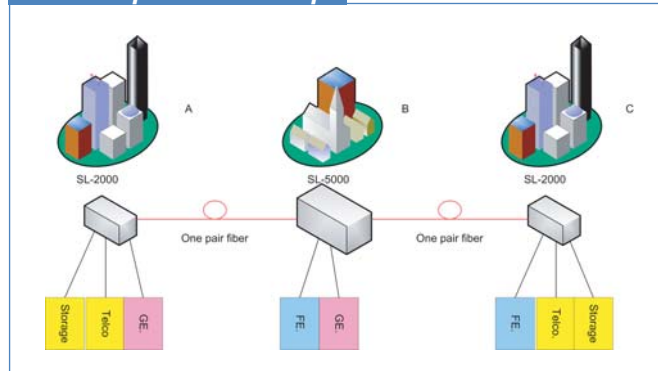 A
B
C
SL-2000
SL-5000
SL-2000
One pair fiber
One pair fiber
Storage
Telco
GE.
FE.
GE.
FE.
Telco.
Storage